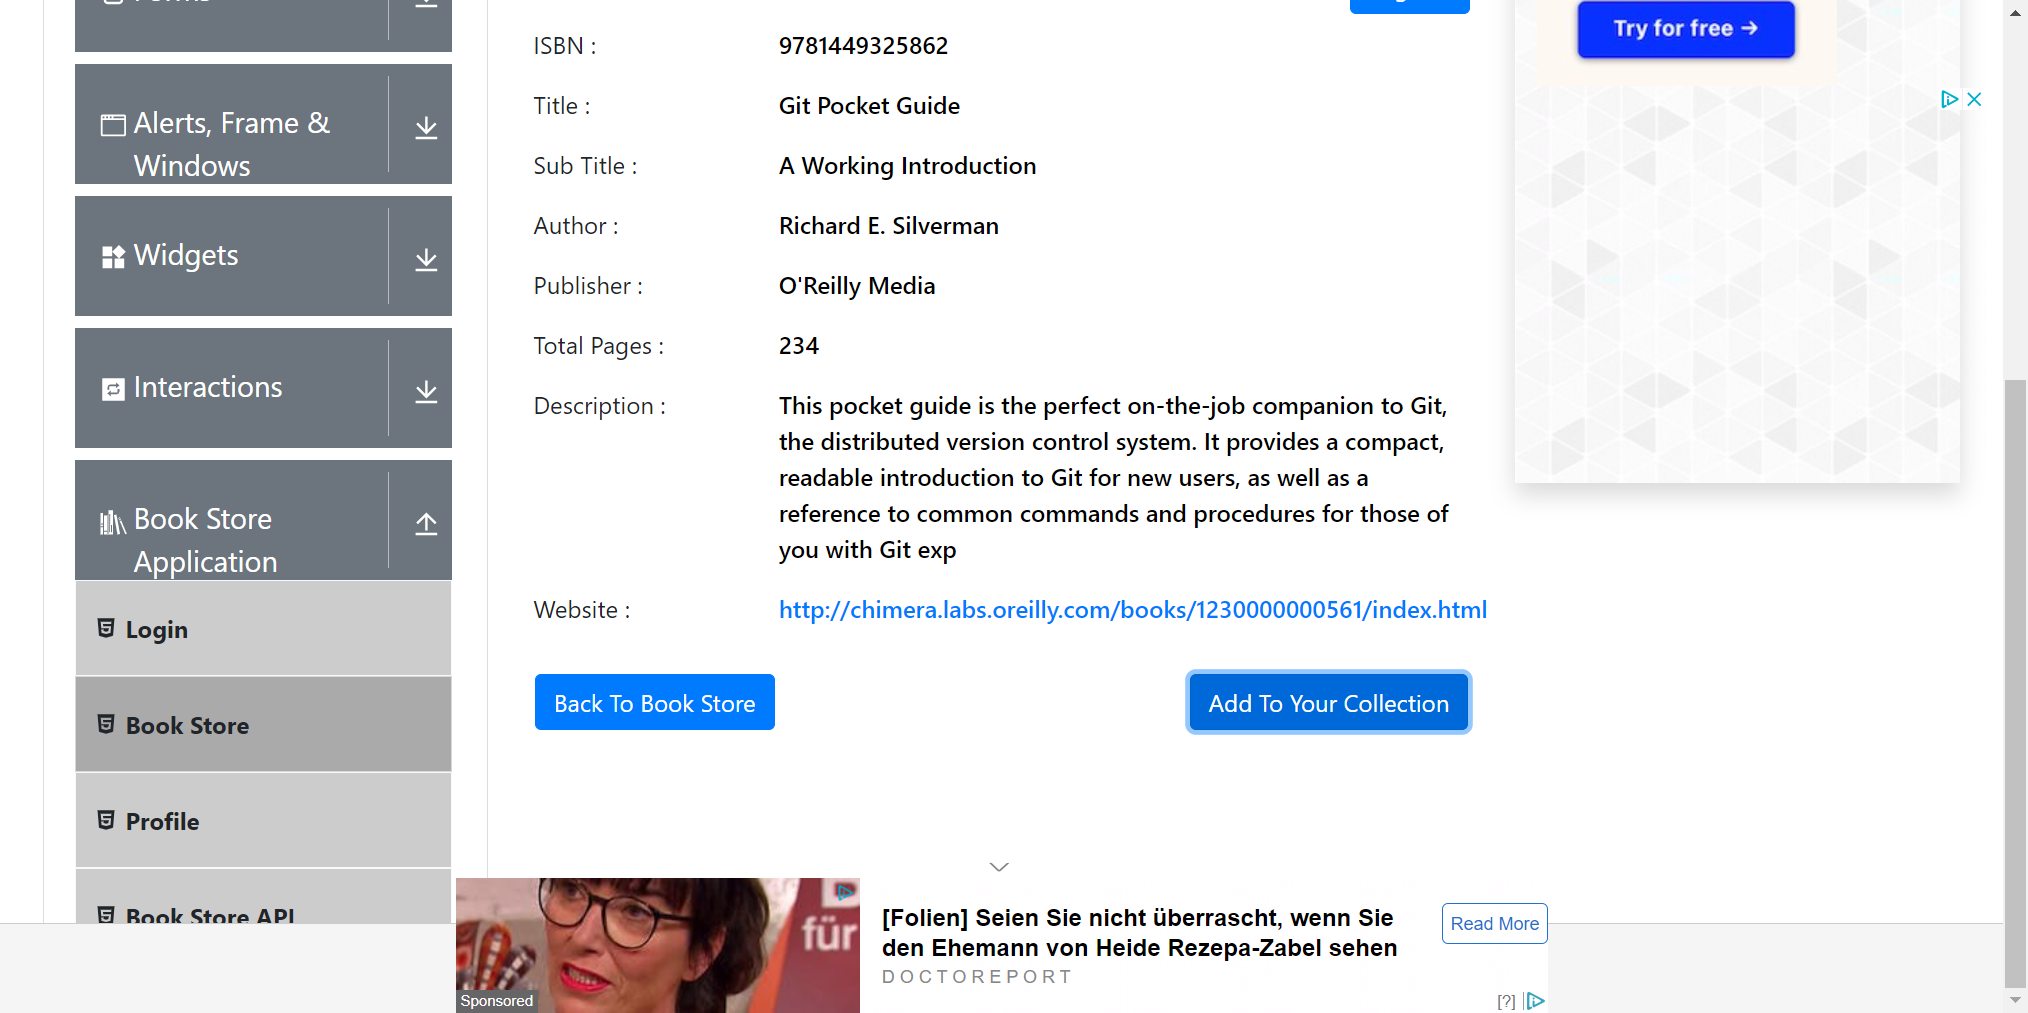 Alerts, Frame &
Windows
Widgets
Interactions
Book Store
Application
Login
Book Store
Profile
Book Store API
ISBN :
9781449325862
Title :
Git Pocket Guide
Sub Title :
A Working Introduction
Author :
Richard E. Silverman
Publisher :
O'Reilly Media
Total Pages :
234
Description :
This pocket guide is the perfect on-the-job companion to Git,
the distributed version control system. It provides a compact,
readable introduction to Git for new users, as well as a
reference to common commands and procedures for those of
you with Git exp
Website :
http://chimera.labs.oreilly.com/books/1230000000561/index.html
Back To Book Store
Add To Your Collection
Try for free →
für
Sponsored
[Folien] Seien Sie nicht überrascht, wenn Sie
den Ehemann von Heide Rezepa-Zabel sehen
DOCTOREPORT
Read More
[?]